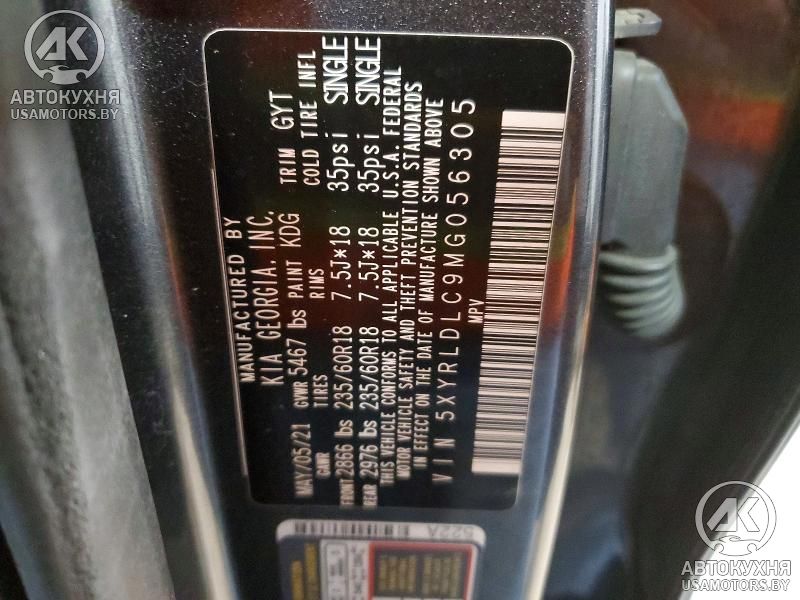 AK
АВТОКУХНЯ
USAMOTORS.BY
MANUFACTURED BY
KIA GEORGIA, INC.
MAY/05/21 GVWR 5467 lbs PAINT KDG TRIM GYT
GAWR TIRES RIMS COLD TIRE INFL
FRONT 2866 lbs 235/60R18 7.5J*18 35psi SINGLE
REAR 2976 lbs 235/60R18 7.5J*18 35psi SINGLE
THIS VEHICLE CONFORMS TO ALL APPLICABLE U.S.A. FEDERAL
MOTOR VEHICLE SAFETY AND THEFT PREVENTION STANDARDS
IN EFFECT ON THE DATE OF MANUFACTURE SHOWN ABOVE
VIN 5XYRLDLC9MG056305
MPV
522A
AK
АВТОКУХНЯ
USAMOTORS.BY